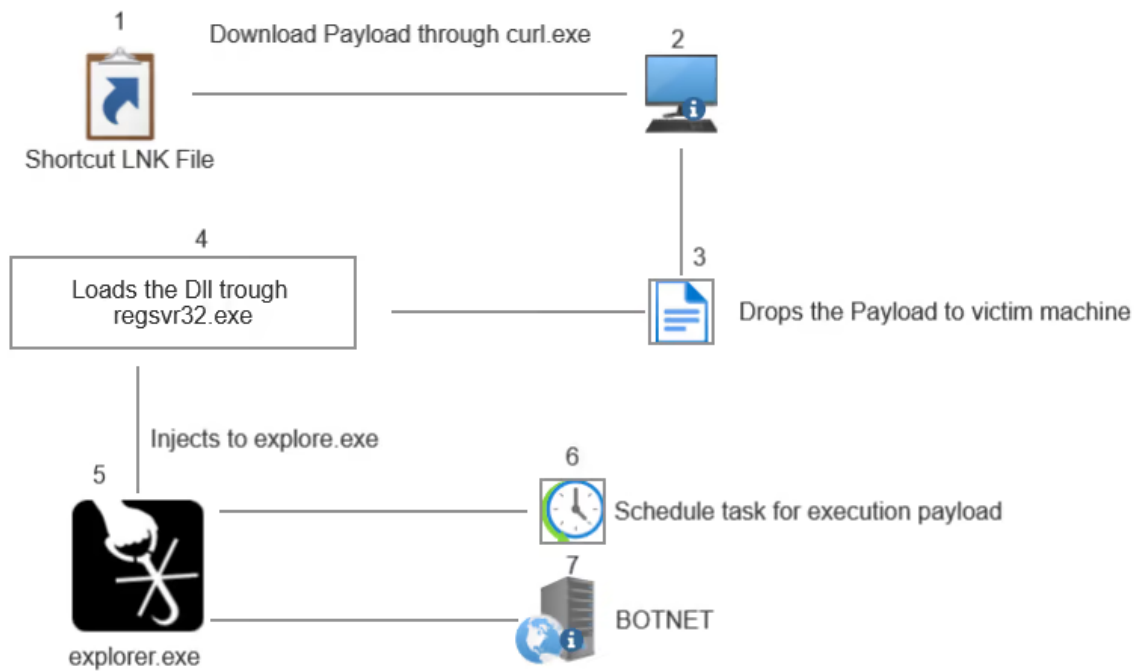 1
Download Payload through curl.exe
2
Shortcut LNK File
3
Drops the Payload to victim machine
4
Loads the Dll trough
regsvr32.exe
Injects to explore.exe
5
explorer.exe
6
Schedule task for execution payload
7
BOTNET